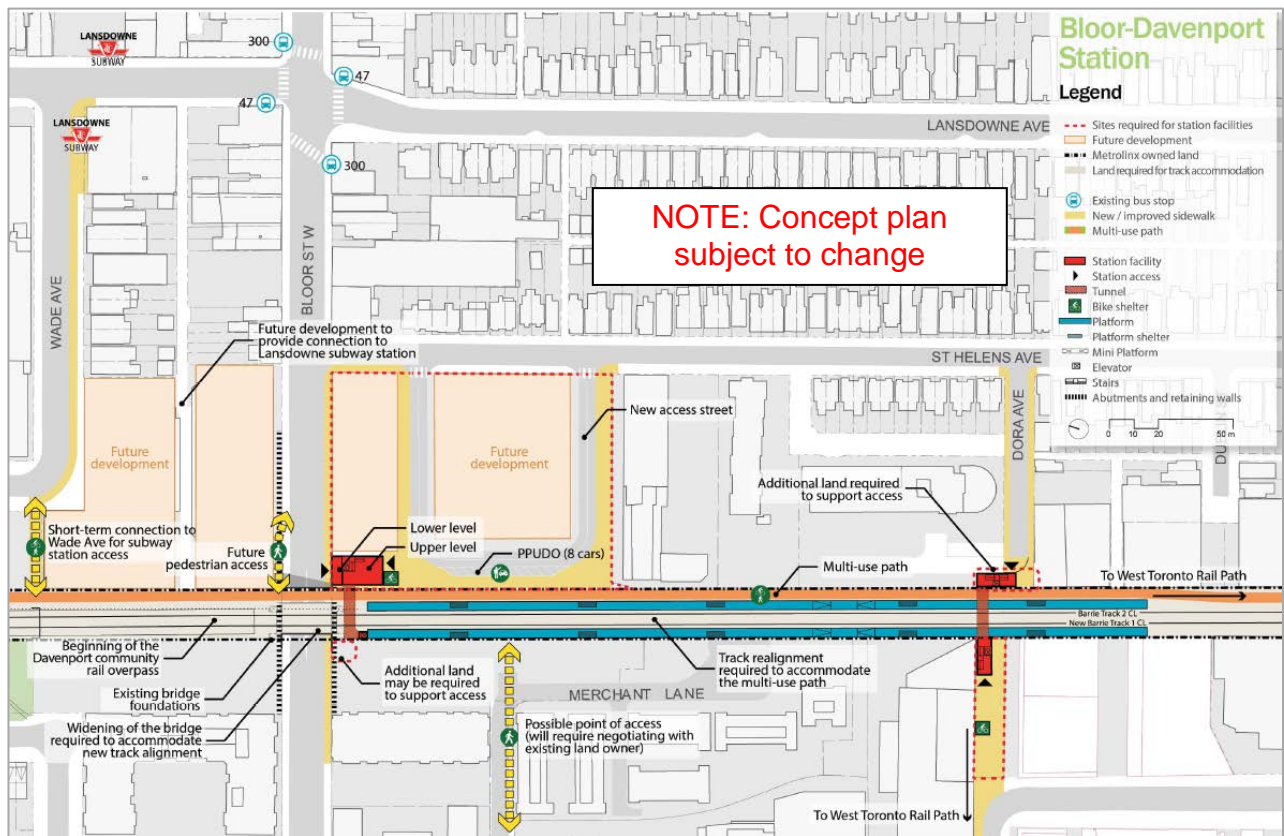 Bloor-Davenport
Station
Legend
Sites required for station facilities
Future development
Metrolinx owned land
Land required for track accommodation
Existing bus stop
New / improved sidewalk
Multi-use path
Station facility
Station access
Tunnel
Bike shelter
Platform
Platform shelter
Mini Platform
Elevator
Stairs
Abutments and retaining walls
0 10 20 50 m
LANSDOWNE
SUBWAY
300
47
47
LANSDOWNE
SUBWAY
300
LANSDOWNE AVE
NOTE: Concept plan
subject to change
WADE AVE
BLOOR ST W
Future development to
provide connection to
Lansdowne subway station
ST HELENS AVE
DORA AVE
New access street
Future
development
Future
development
Additional land required
to support access
Short-term connection to
Wade Ave for subway
station access
Future
pedestrian access
Lower level
Upper level
PPUDO (8 cars)
Multi-use path
To West Toronto Rail Path
Barrie Track 2 CL
New Barrie Track 1 CL
Beginning of the
Davenport community
rail overpass
Existing bridge
foundations
Widening of the bridge
required to accommodate
new track alignment
Additional land
may be required
to support access
MERCHANT LANE
Track realignment
required to accommodate
the multi-use path
Possible point of access
(will require negotiating with
existing land owner)
To West Toronto Rail Path